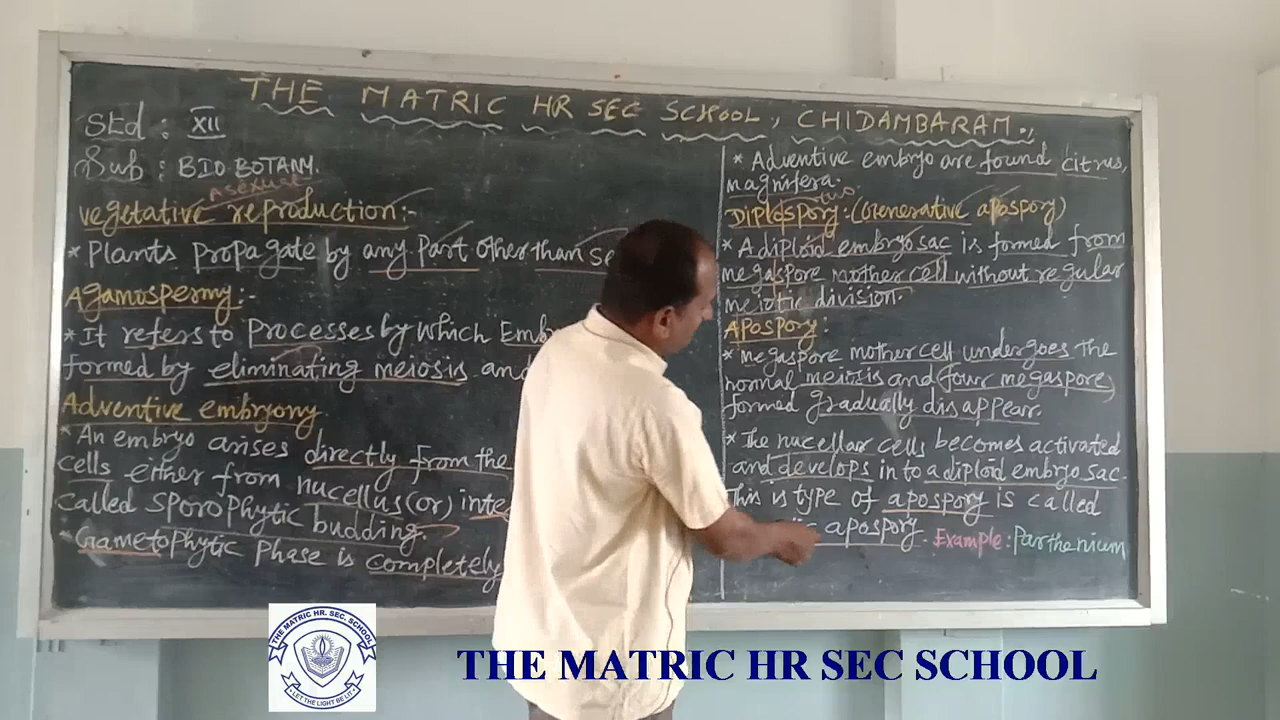 THE MATRIC HR SEC SCHOOL, CHIDAMBARAM.,
STD : XII
Sub : BIO BOTANY.
Asexual
vegetative reproduction:-
* Plants propagate by any part other than se
Agamospermy:-
* It refers to Processes by which Emb
formed by eliminating meiosis and
Adventive embryony
* An embryo arises directly from the
cells either from nucellus (or) inte
called sporophytic budding.
* Gametophytic Phase is completely
* Adventive embryo are found citrus,
magnifera.
Diplospory: (Generative apospory)
* A diploid embryo sac is formed from
megaspore mother cell without regular
meiotic division.
Apospory:
* megaspore mother cell undergoes the
normal meiosis and four megaspore,
formed gradually disappear.
* The nucellar cells becomes activated
and develops in to a diploid embryo sac.
This is type of apospory is called
apospory. Example: Parthenium
THE MATRIC HR. SEC. SCHOOL
LET THE LIGHT BE LIT
THE MATRIC HR SEC SCHOOL